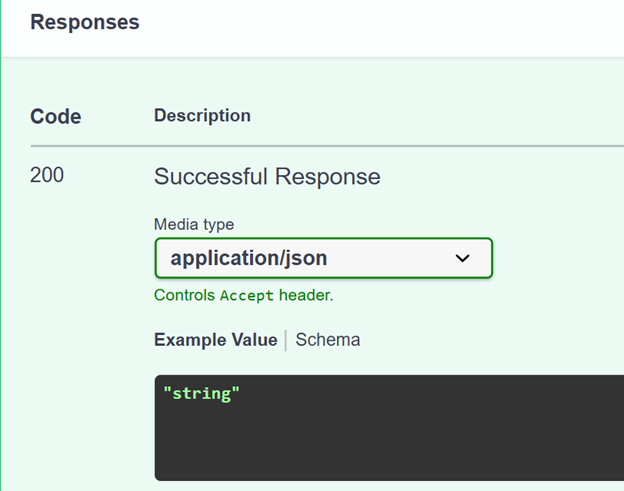 Responses
Code Description
200 Successful Response
Media type
application/json
Controls Accept header.
Example Value Schema
"string"